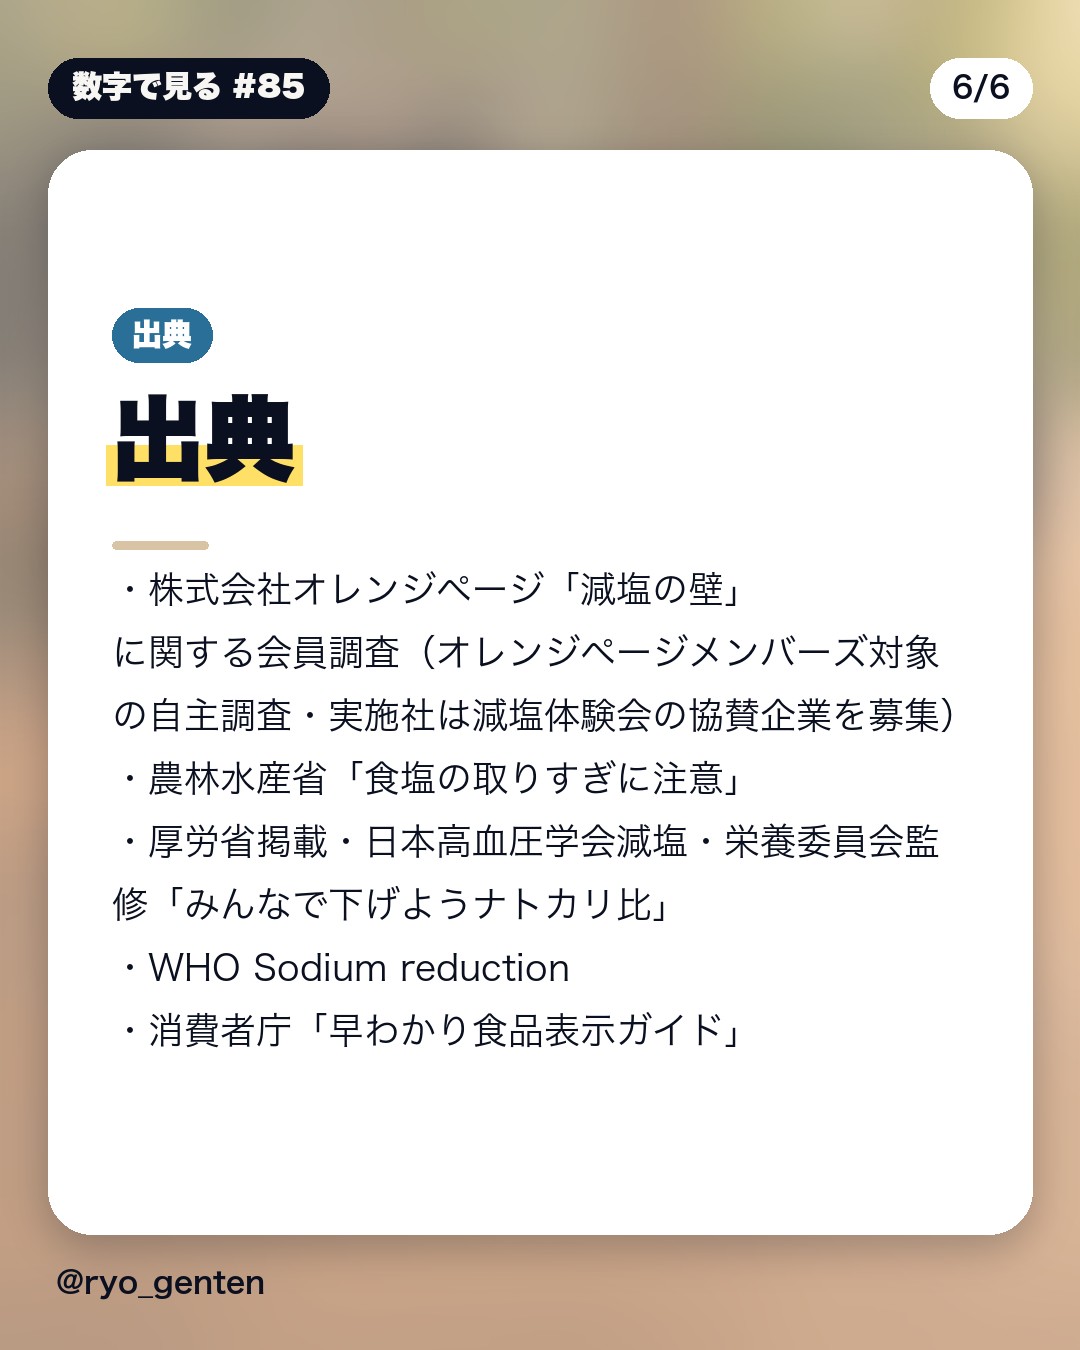 数字で見る #85
6/6
出典
出典
・株式会社オレンジページ「減塩の壁」
に関する会員調査（オレンジページメンバーズ対象
の自主調査・実施社は減塩体験会の協賛企業を募集）
・農林水産省「食塩の取りすぎに注意」
・厚労省掲載・日本高血圧学会減塩・栄養委員会監
修「みんなで下げようナトカリ比」
・WHO Sodium reduction
・消費者庁「早わかり食品表示ガイド」
@ryo_genten